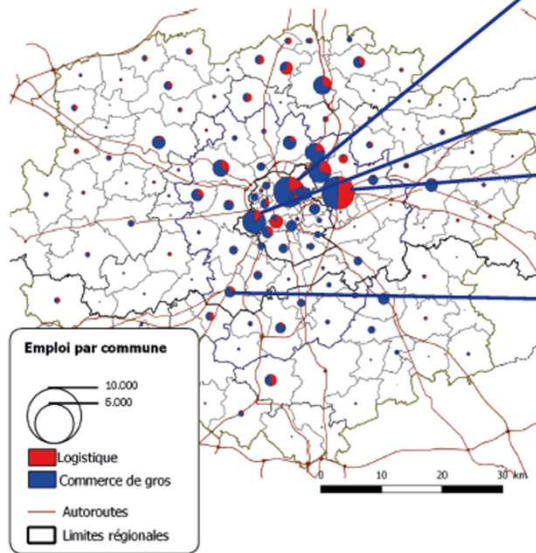 Emploi par commune
10.000
5.000
Logistique
Commerce de gros
Autoroutes
Limites régionales
0 10 20 30 km